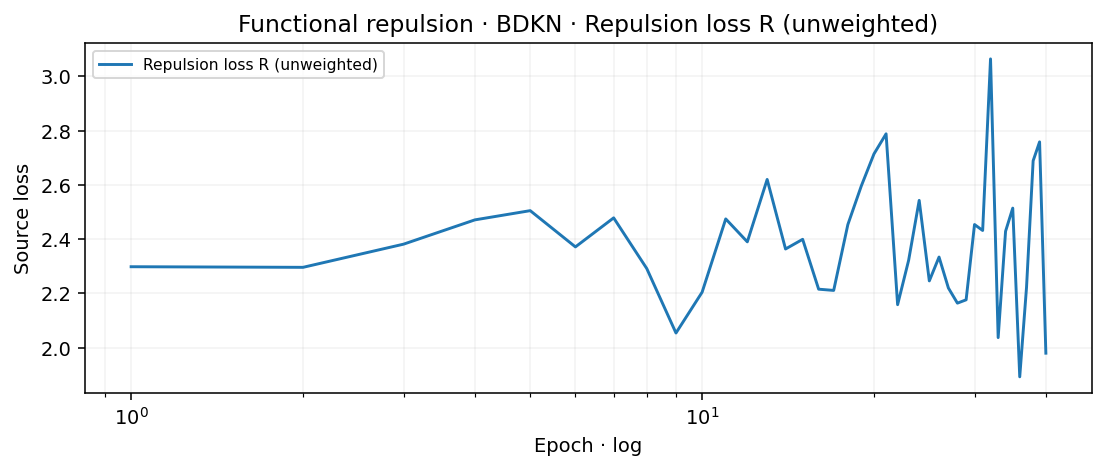 Functional repulsion · BDKN · Repulsion loss R (unweighted)
Repulsion loss R (unweighted)
Source loss
3.0
2.8
2.6
2.4
2.2
2.0
10⁰
10¹
Epoch · log